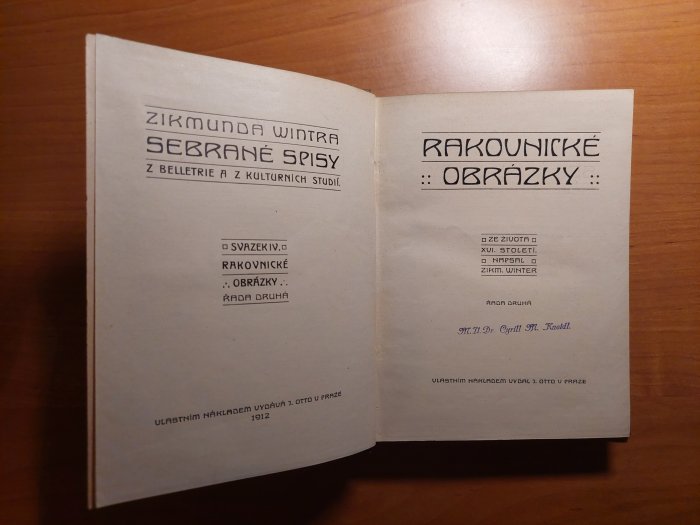 ZIKMUNDA WINTRA
SEBRANÉ SPISY
Z BELLETRIE A Z KULTURNÍCH STUDIÍ.
SVAZEK IV.
RAKOVNICKÉ
OBRÁZKY
ŘADA DRUHÁ
VLASTNÍM NÁKLADEM VYDÁVÁ J. OTTO V PRAZE
1912
RAKOVNICKÉ
:: OBRÁZKY ::
ZE ŽIVOTA
XVI. STOLETÍ.
NAPSAL
ZIKM. WINTER
ŘADA DRUHÁ
Dr. Cyrill M.
VLASTNÍM NÁKLADEM VYDAL J. OTTO V PRAZE